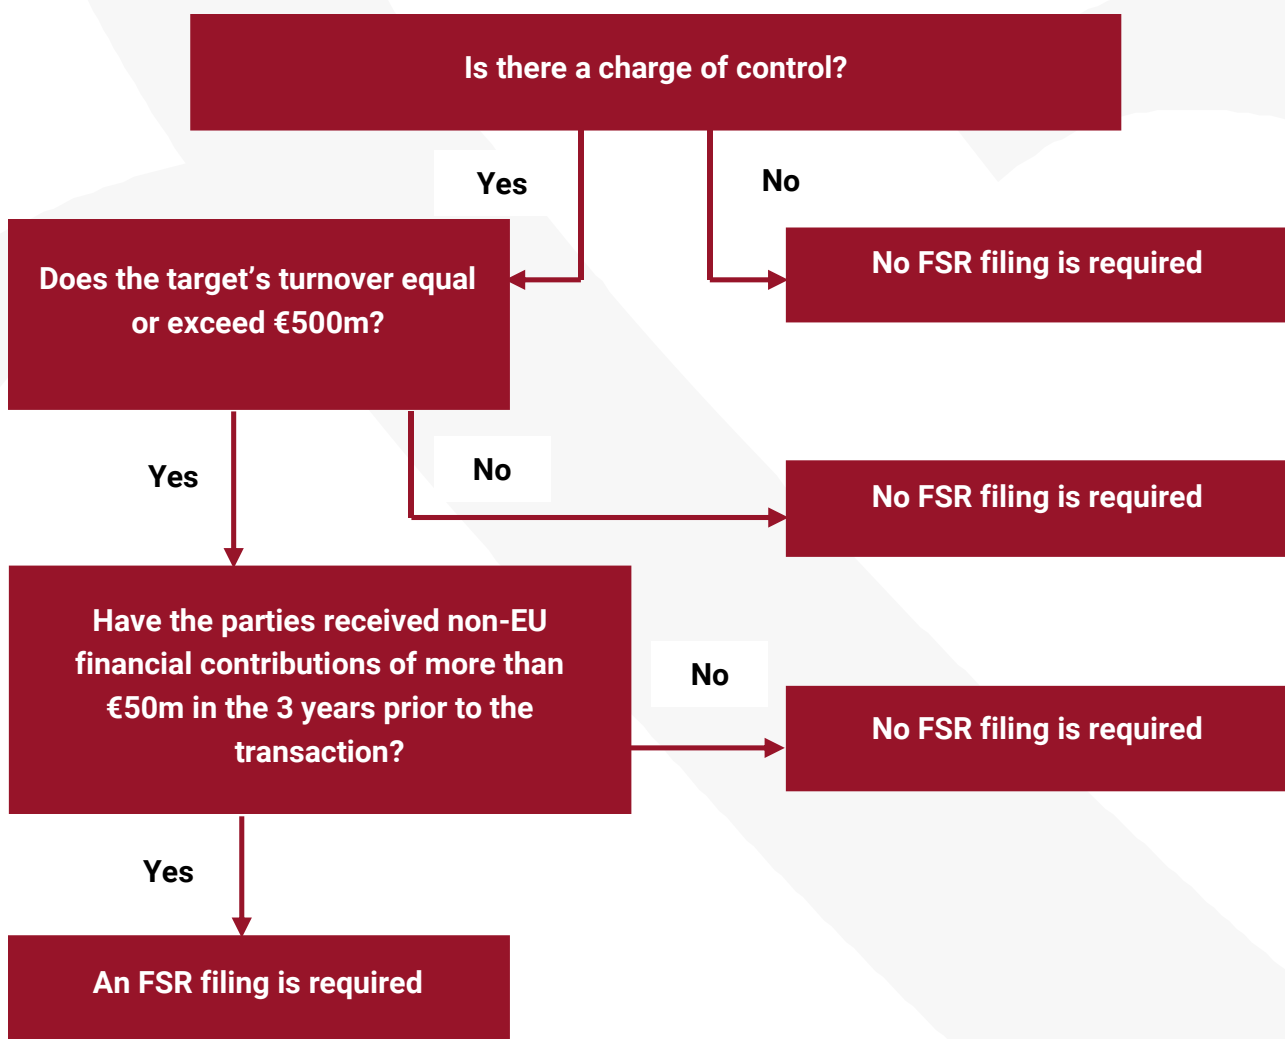 Is there a charge of control?
Yes
No
Does the target’s turnover equal
or exceed €500m?
No FSR filing is required
Yes
No
No FSR filing is required
Have the parties received non-EU
financial contributions of more than
€50m in the 3 years prior to the
transaction?
No
No FSR filing is required
Yes
An FSR filing is required